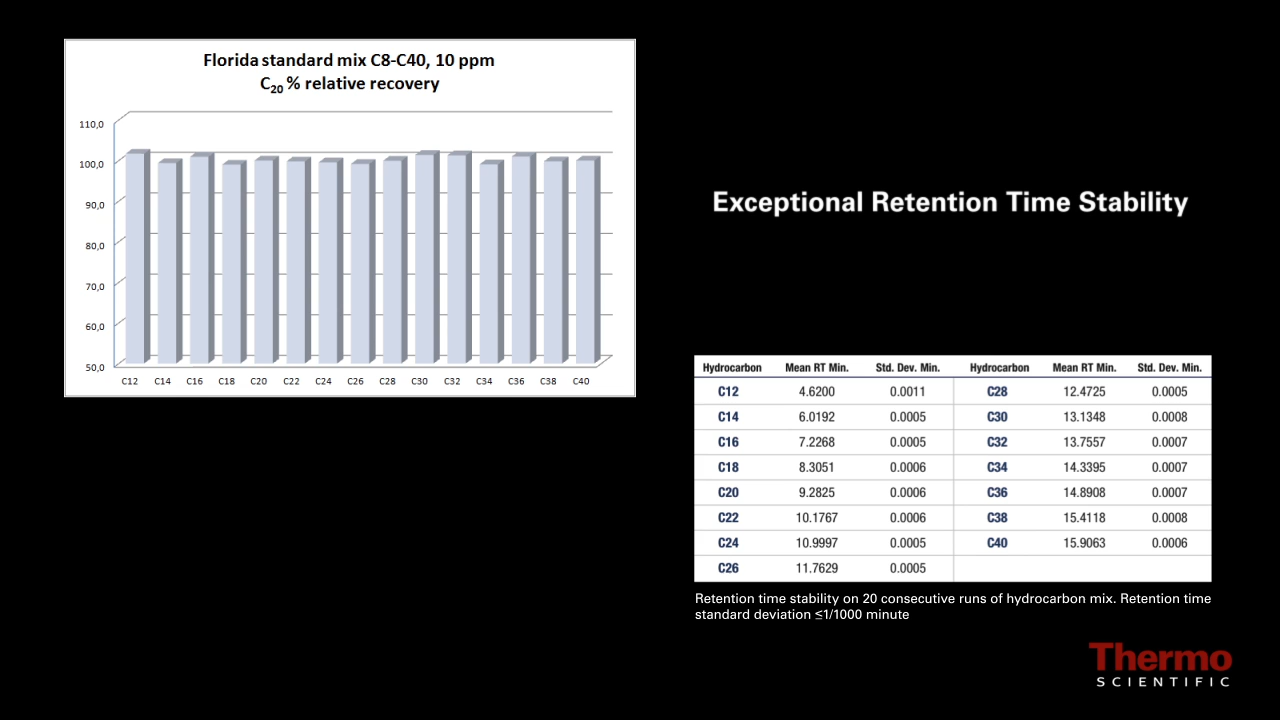 Florida standard mix C8-C40, 10 ppm
C20 % relative recovery
110,0
100,0
90,0
80,0
70,0
60,0
50,0
C12 C14 C16 C18 C20 C22 C24 C26 C28 C30 C32 C34 C36 C38 C40
Exceptional Retention Time Stability
Hydrocarbon Mean RT Min. Std. Dev. Min. Hydrocarbon Mean RT Min. Std. Dev. Min.
C12 4.6200 0.0011 C28 12.4725 0.0005
C14 6.0192 0.0005 C30 13.1348 0.0008
C16 7.2268 0.0005 C32 13.7557 0.0007
C18 8.3051 0.0006 C34 14.3395 0.0007
C20 9.2825 0.0006 C36 14.8908 0.0007
C22 10.1767 0.0006 C38 15.4118 0.0008
C24 10.9997 0.0005 C40 15.9063 0.0006
C26 11.7629 0.0005
Retention time stability on 20 consecutive runs of hydrocarbon mix. Retention time
standard deviation ≤1/1000 minute
Thermo
SCIENTIFIC